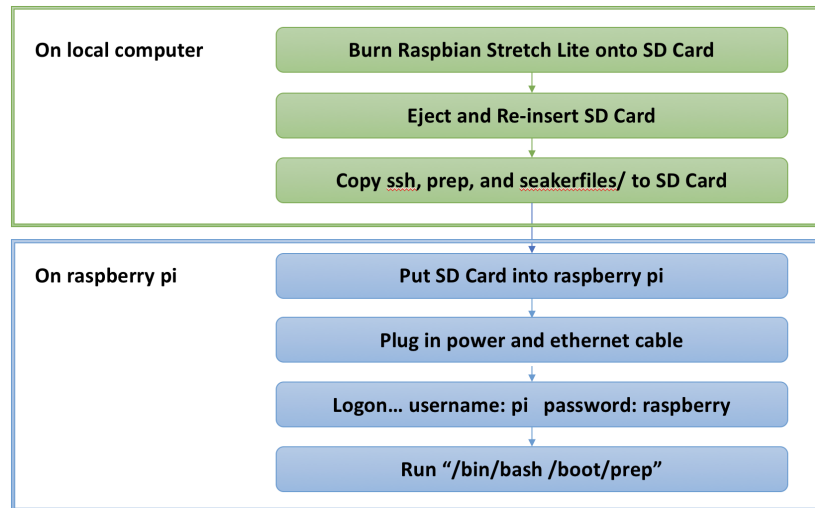 On local computer
Burn Raspbian Stretch Lite onto SD Card
Eject and Re-insert SD Card
Copy ssh, prep, and seakerfiles/ to SD Card
On raspberry pi
Put SD Card into raspberry pi
Plug in power and ethernet cable
Logon... username: pi   password: raspberry
Run “/bin/bash /boot/prep”